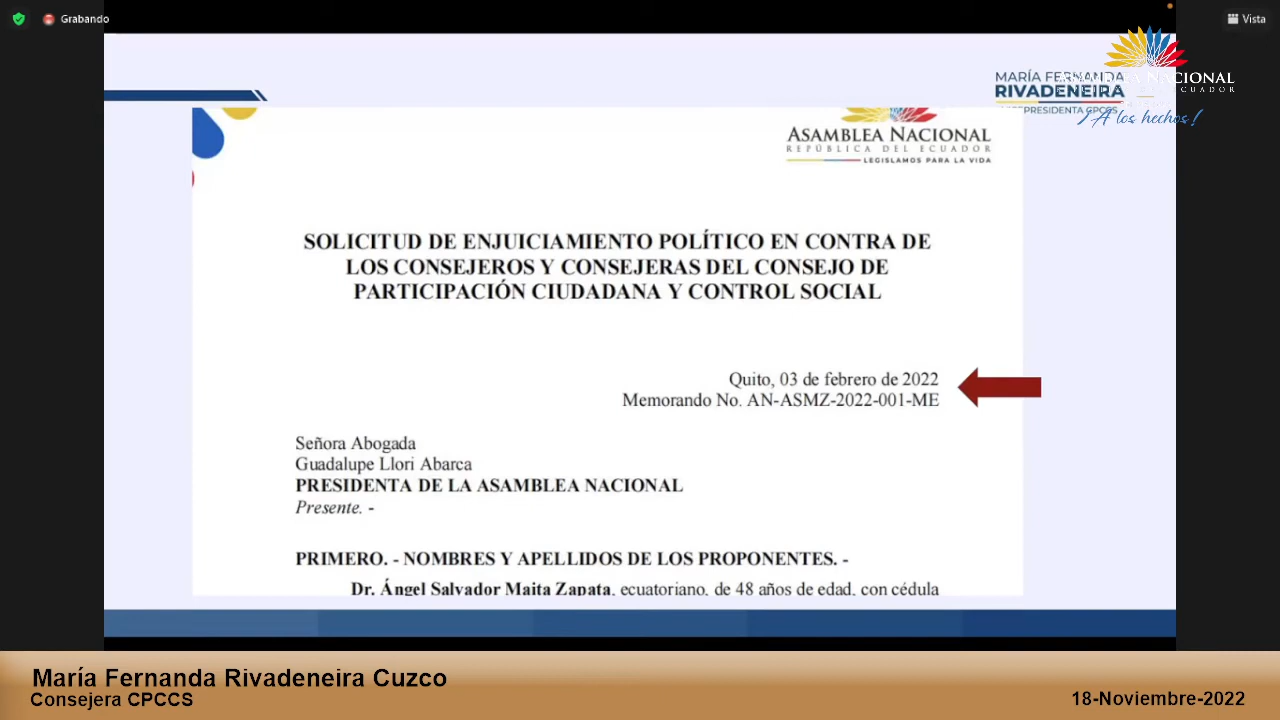 Grabando
Vista
MARÍA FERNANDA
RIVADENEIRA
VICEPRESIDENTA CPCCS
ASAMBLEA NACIONAL
¡A los hechos!
ASAMBLEA NACIONAL
REPÚBLICA DEL ECUADOR
LEGISLAMOS PARA LA VIDA
SOLICITUD DE ENJUICIAMIENTO POLÍTICO EN CONTRA DE
LOS CONSEJEROS Y CONSEJERAS DEL CONSEJO DE
PARTICIPACIÓN CIUDADANA Y CONTROL SOCIAL
Quito, 03 de febrero de 2022
Memorando No. AN-ASMZ-2022-001-ME
Señora Abogada
Guadalupe Llori Abarca
PRESIDENTA DE LA ASAMBLEA NACIONAL
Presente. -
PRIMERO. - NOMBRES Y APELLIDOS DE LOS PROPONENTES. -
Dr. Ángel Salvador Maita Zapata, ecuatoriano, de 48 años de edad, con cédula
María Fernanda Rivadeneira Cuzco
Consejera CPCCS
18-Noviembre-2022